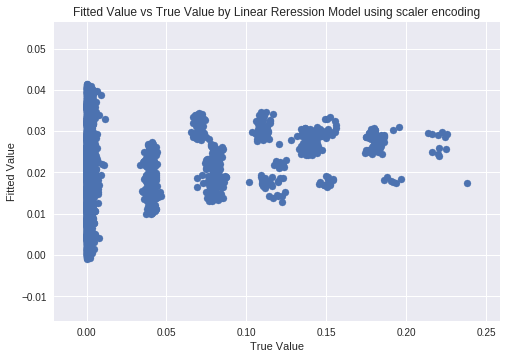 Fitted Value vs True Value by Linear Reression Model using scaler encoding
0.05
0.04
0.03
0.02
0.01
0.00
−0.01
Fitted Value
0.00 0.05 0.10 0.15 0.20 0.25
True Value